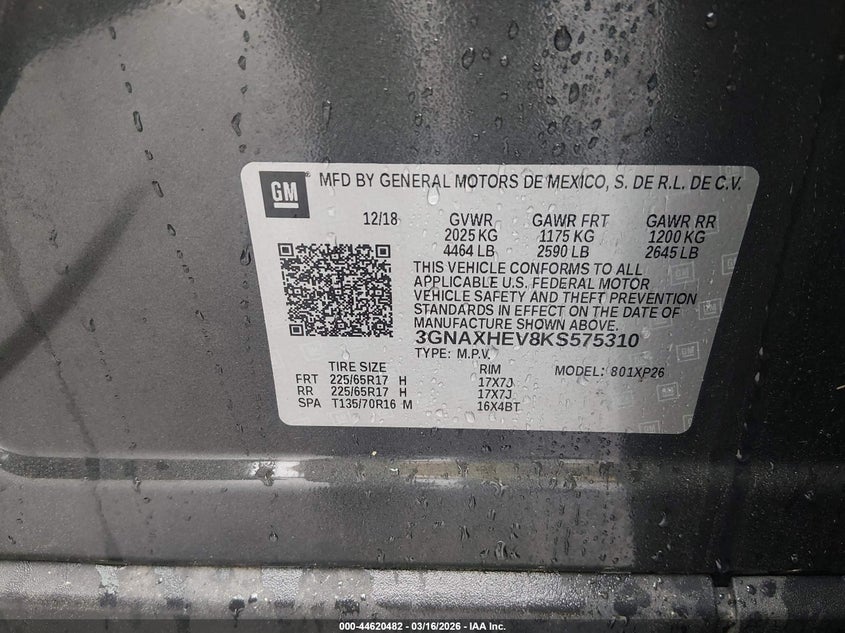 GM
MFD BY GENERAL MOTORS DE MEXICO, S. DE R.L. DE C.V.
12/18 GVWR GAWR FRT GAWR RR
2025 KG 1175 KG 1200 KG
4464 LB 2590 LB 2645 LB
THIS VEHICLE CONFORMS TO ALL
APPLICABLE U.S. FEDERAL MOTOR
VEHICLE SAFETY AND THEFT PREVENTION
STANDARDS IN EFFECT ON THE DATE OF
MANUFACTURE SHOWN ABOVE.
3GNAXHEV8KS575310
TYPE: M.P.V. MODEL: 801XP26
TIRE SIZE RIM
FRT 225/65R17 H 17X7J
RR 225/65R17 H 17X7J
SPA T135/70R16 M 16X4BT
000-44620482 - 03/16/2026 - IAA Inc.